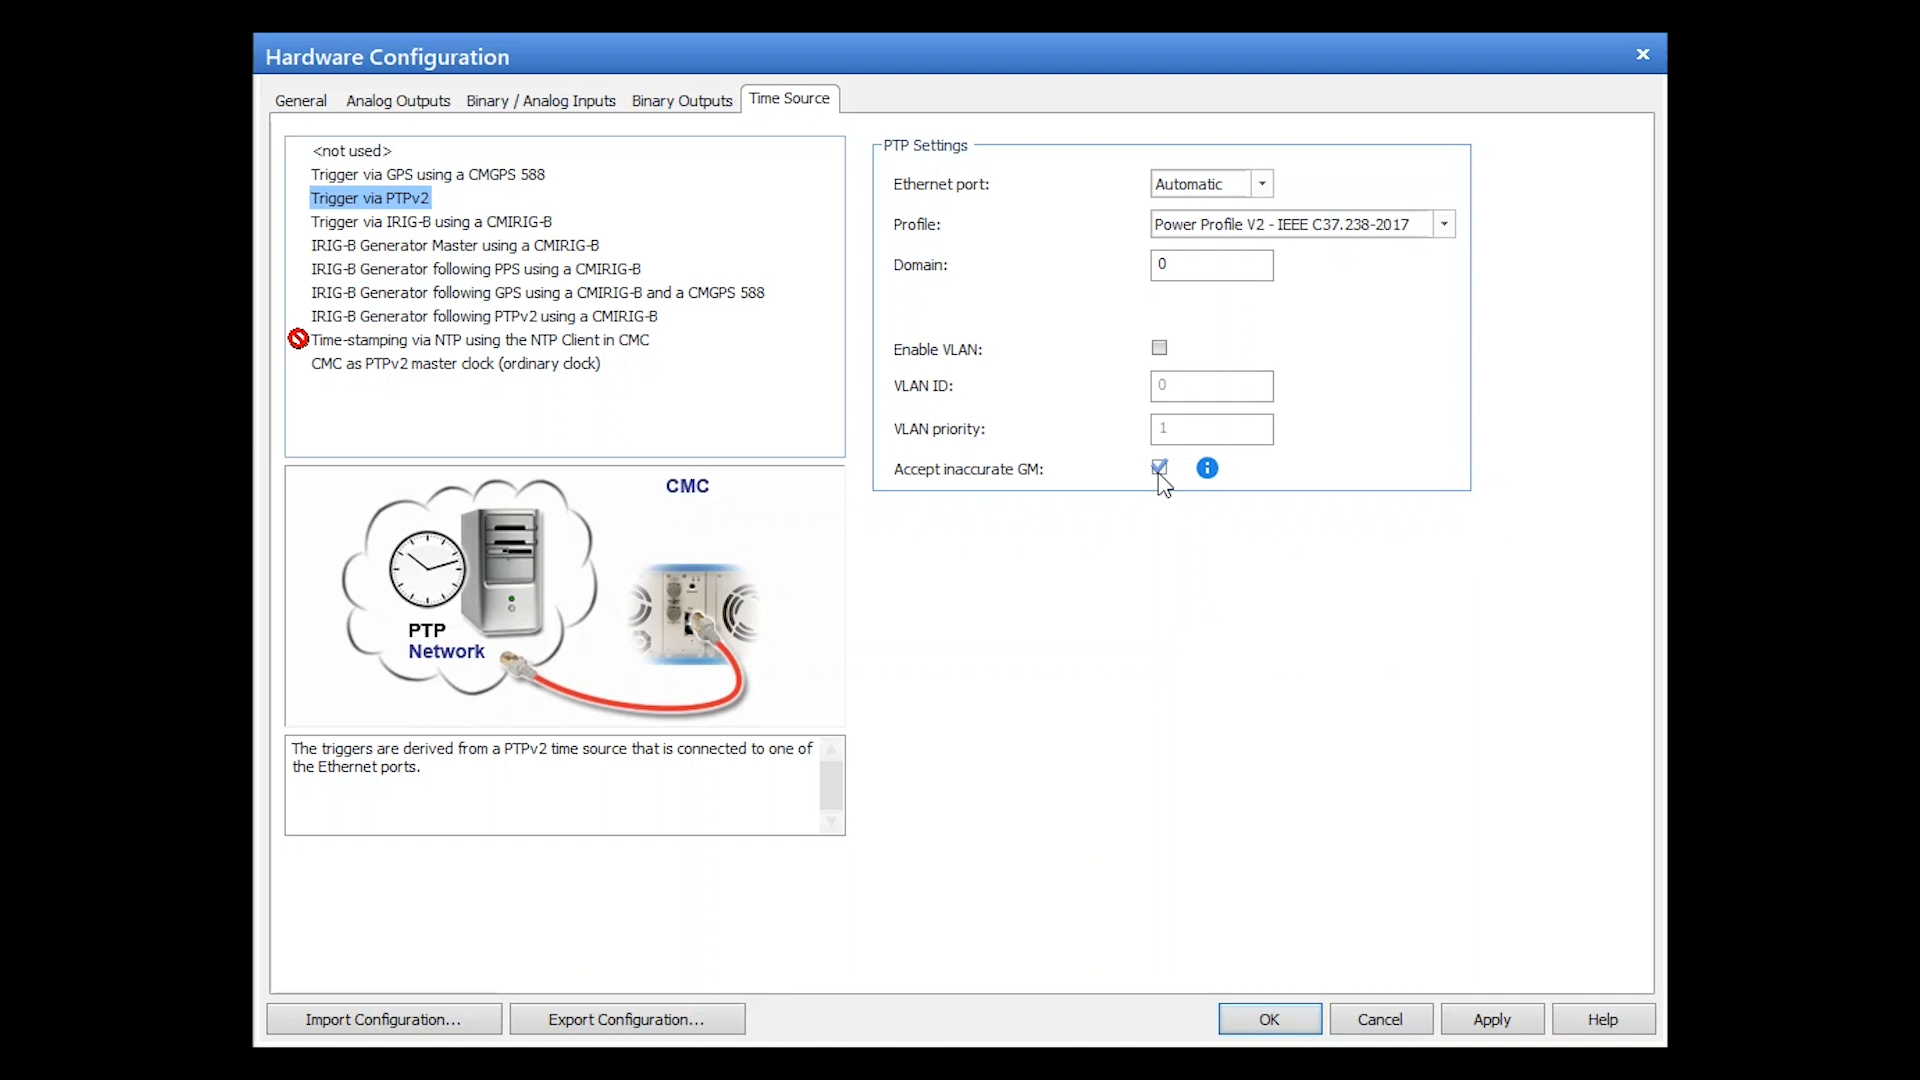 Hardware Configuration
General
Analog Outputs
Binary / Analog Inputs
Binary Outputs
Time Source
<not used>
Trigger via GPS using a CMGPS 588
Trigger via PTPv2
Trigger via IRIG-B using a CMIRIG-B
IRIG-B Generator Master using a CMIRIG-B
IRIG-B Generator following PPS using a CMIRIG-B
IRIG-B Generator following GPS using a CMIRIG-B and a CMGPS 588
IRIG-B Generator following PTPv2 using a CMIRIG-B
Time-stamping via NTP using the NTP Client in CMC
CMC as PTPv2 master clock (ordinary clock)
CMC
PTP
Network
The triggers are derived from a PTPv2 time source that is connected to one of
the Ethernet ports.
PTP Settings
Ethernet port:
Automatic
Profile:
Power Profile V2 - IEEE C37.238-2017
Domain:
0
Enable VLAN:
VLAN ID:
0
VLAN priority:
1
Accept inaccurate GM:
Import Configuration...
Export Configuration...
OK
Cancel
Apply
Help